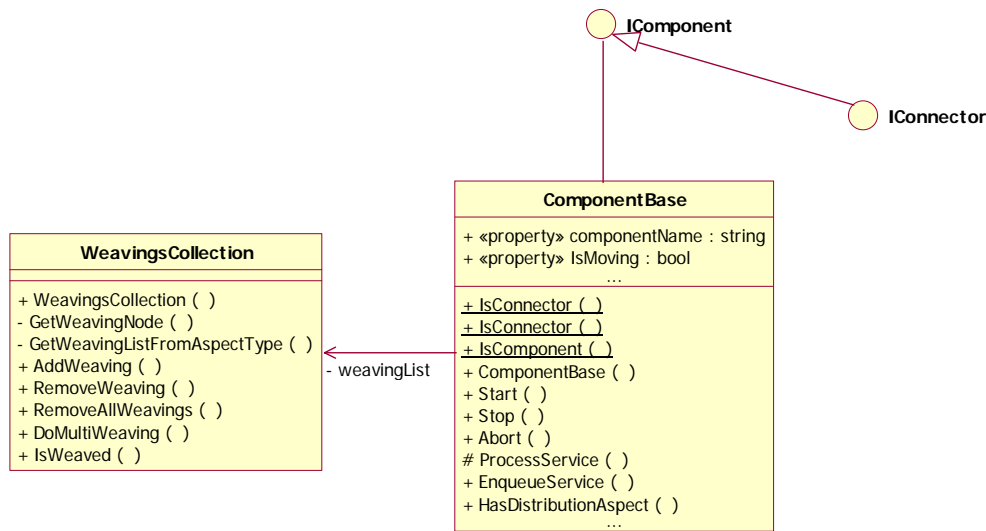 IComponent
IConnector
ComponentBase
+ «property» componentName : string
+ «property» IsMoving : bool
...
+ IsConnector ( )
+ IsConnector ( )
+ IsComponent ( )
+ ComponentBase ( )
+ Start ( )
+ Stop ( )
+ Abort ( )
# ProcessService ( )
+ EnqueueService ( )
+ HasDistributionAspect ( )
...
- weavingList
WeavingsCollection
+ WeavingsCollection ( )
- GetWeavingNode ( )
- GetWeavingListFromAspectType ( )
+ AddWeaving ( )
+ RemoveWeaving ( )
+ RemoveAllWeavings ( )
+ DoMultiWeaving ( )
+ IsWeaved ( )